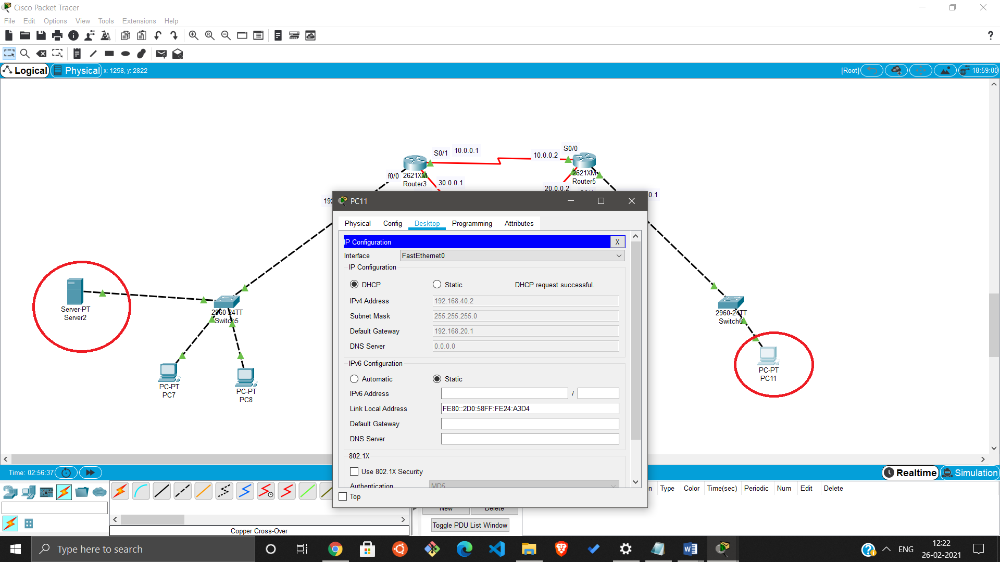 Cisco Packet Tracer
File Edit Options View Tools Extensions Help
Logical Physical x: 1258, y: 2822 [Root] 18:59:00
S0/1 10.0.0.1 10.0.0.2 S0/0
f0/0 2621XM 2621XM
Router3 30.0.0.1 Router5
20.0.0.2
192 0.1
PC11
Physical Config Desktop Programming Attributes
IP Configuration X
Interface FastEthernet0
IP Configuration
DHCP Static DHCP request successful.
IPv4 Address 192.168.40.2
Subnet Mask 255.255.255.0
Default Gateway 192.168.20.1
DNS Server 0.0.0.0
IPv6 Configuration
Automatic Static
IPv6 Address /
Link Local Address FE80::2D0:58FF:FE24:A3D4
Default Gateway
DNS Server
802.1X
Use 802.1X Security
Authentication MD5
Top
Server-PT
Server2
2960-24TT
Switch5
PC-PT
PC7
PC-PT
PC8
2960-24TT
Switch6
PC-PT
PC11
Time: 02:56:37 Realtime Simulation
Type Color Time(sec) Periodic Num Edit Delete
New Delete
Toggle PDU List Window
Copper Cross-Over
Type here to search
ENG
12:22
26-02-2021